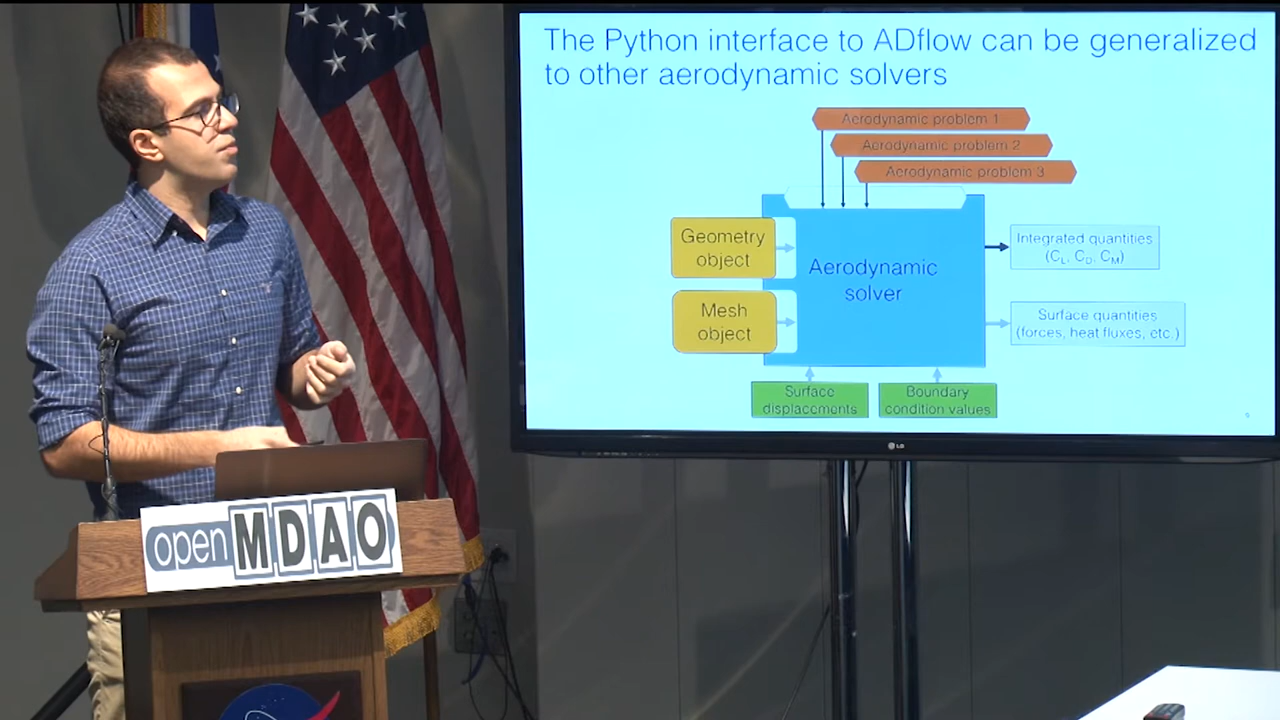 The Python interface to ADflow can be generalized
to other aerodynamic solvers
Aerodynamic problem 1
Aerodynamic problem 2
Aerodynamic problem 3
Geometry
object
Mesh
object
Aerodynamic
solver
Integrated quantities
(CL, CD, CM)
Surface quantities
(forces, heat fluxes, etc.)
Surface
displacements
Boundary
condition values
9
LG
openMDAO